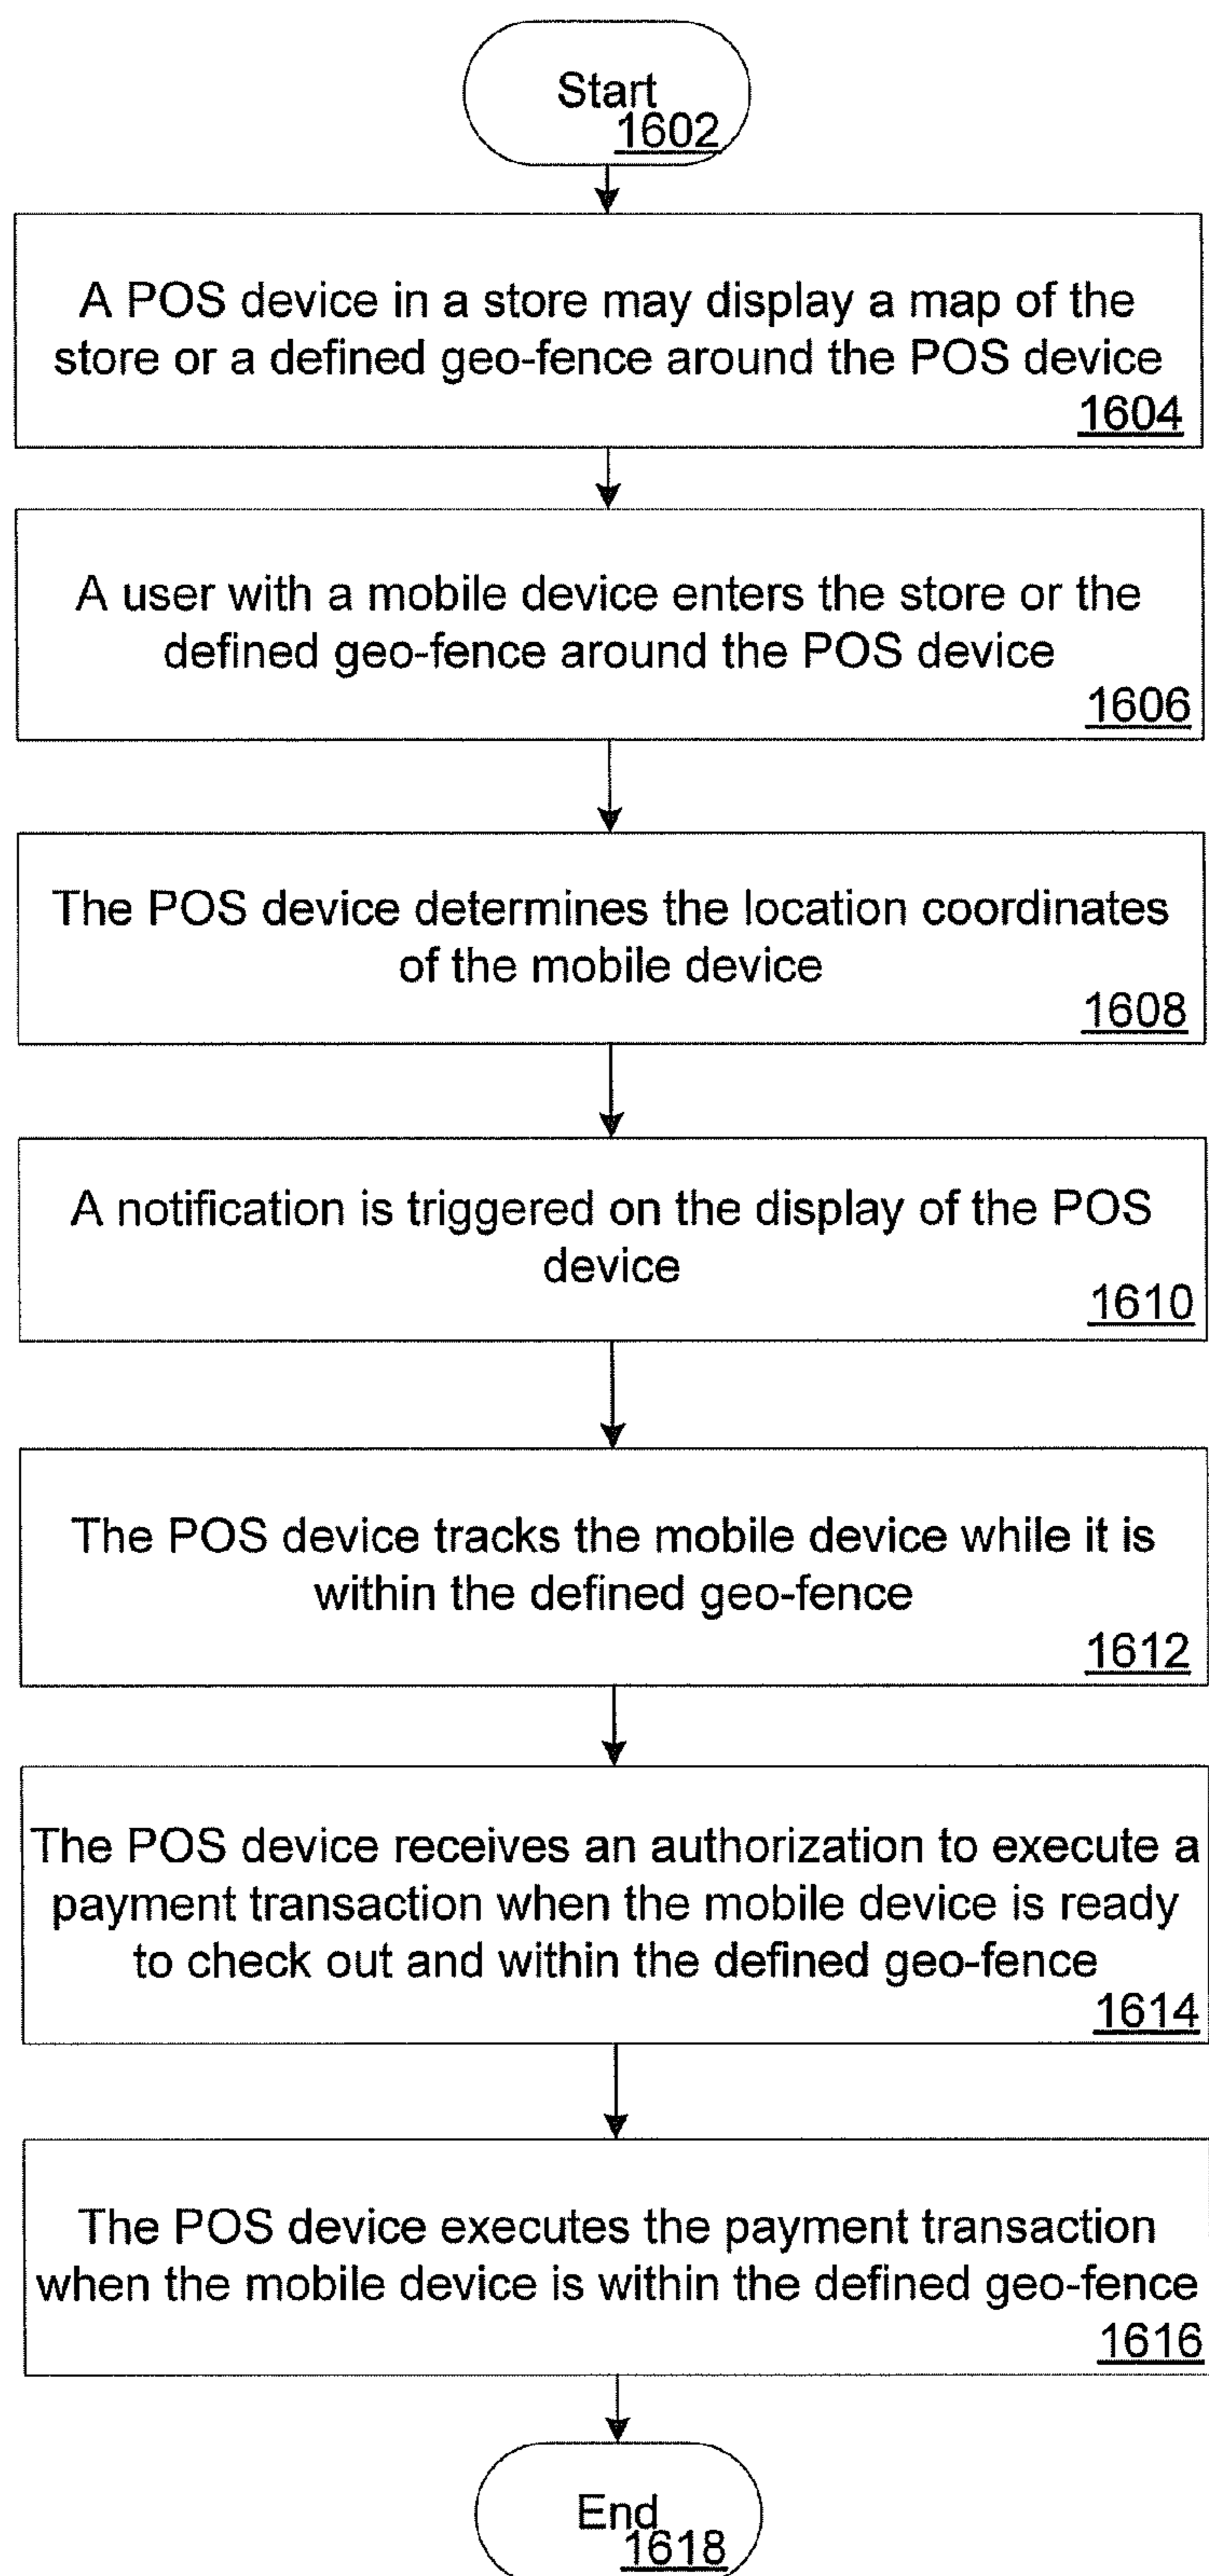 Start
1602
A POS device in a store may display a map of the
store or a defined geo-fence around the POS device
1604
A user with a mobile device enters the store or the
defined geo-fence around the POS device
1606
The POS device determines the location coordinates
of the mobile device
1608
A notification is triggered on the display of the POS
device
1610
The POS device tracks the mobile device while it is
within the defined geo-fence
1612
The POS device receives an authorization to execute a
payment transaction when the mobile device is ready
to check out and within the defined geo-fence
1614
The POS device executes the payment transaction
when the mobile device is within the defined geo-fence
1616
End
1618